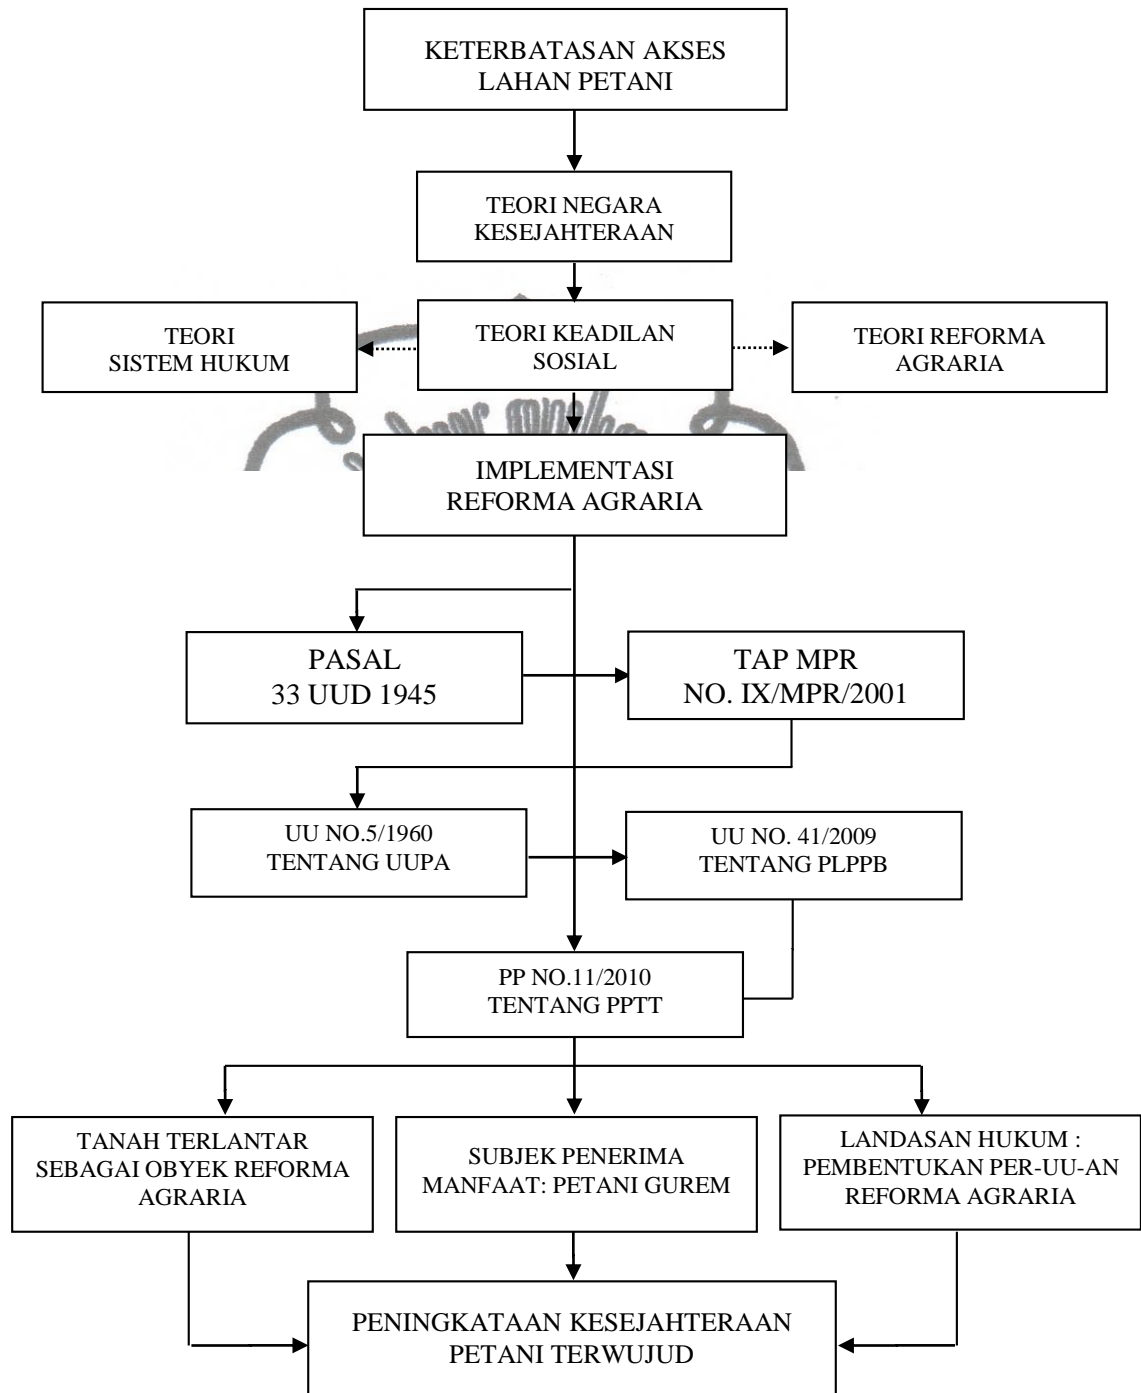 KETERBATASAN AKSES
LAHAN PETANI
TEORI NEGARA
KESEJAHTERAAN
TEORI
SISTEM HUKUM
TEORI KEADILAN
SOSIAL
TEORI REFORMA
AGRARIA
IMPLEMENTASI
REFORMA AGRARIA
PASAL
33 UUD 1945
TAP MPR
NO. IX/MPR/2001
UU NO.5/1960
TENTANG UUPA
UU NO. 41/2009
TENTANG PLPPB
PP NO.11/2010
TENTANG PPTT
TANAH TERLANTAR
SEBAGAI OBYEK REFORMA
AGRARIA
SUBJEK PENERIMA
MANFAAT: PETANI GUREM
LANDASAN HUKUM :
PEMBENTUKAN PER-UU-AN
REFORMA AGRARIA
PENINGKATAAN KESEJAHTERAAN
PETANI TERWUJUD